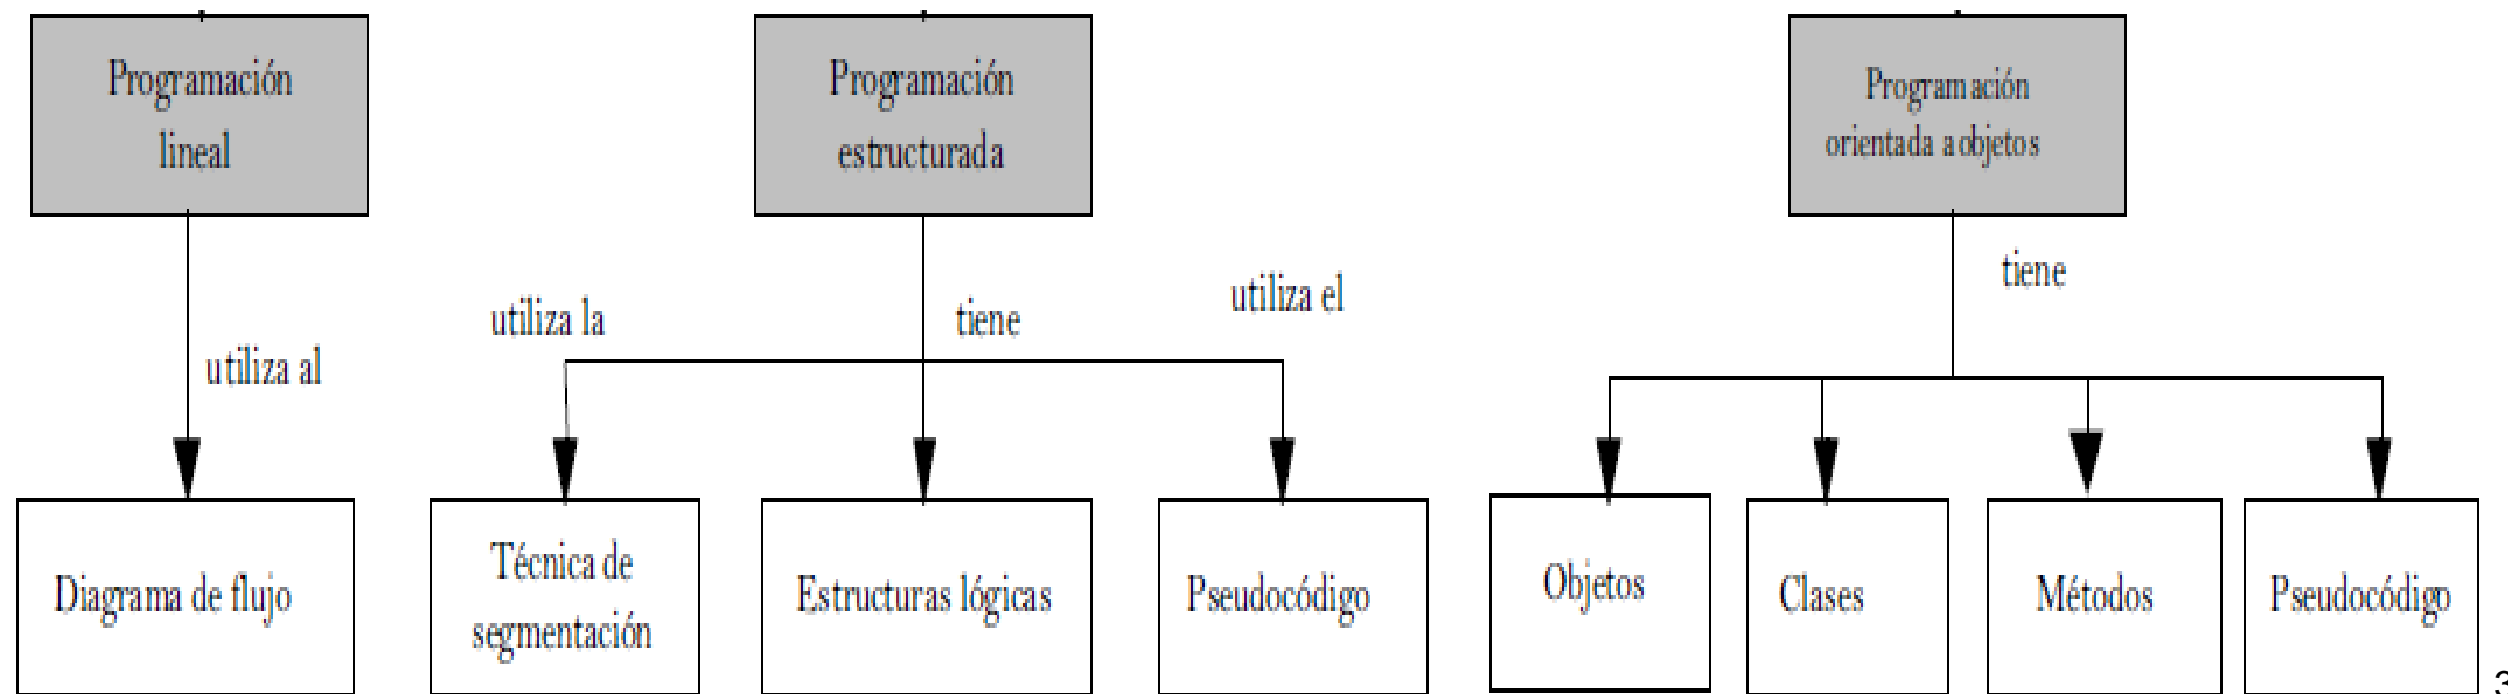 Programación
lineal
Programación
estructurada
Programación
orientada a objetos
utiliza al
utiliza la
tiene
utiliza el
tiene
Diagrama de flujo
Técnica de
segmentación
Estructuras lógicas
Pseudocódigo
Objetos
Clases
Métodos
Pseudocódigo
3